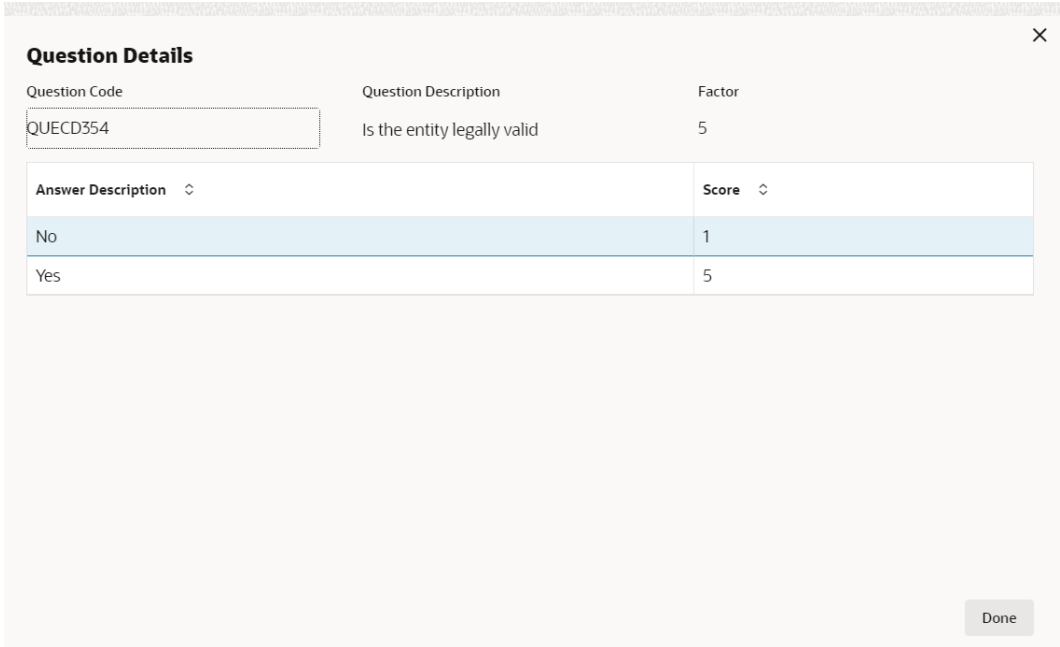 Question Details
Question Code Question Description Factor
QUECD354 Is the entity legally valid 5
Answer Description Score
No 1
Yes 5
Done